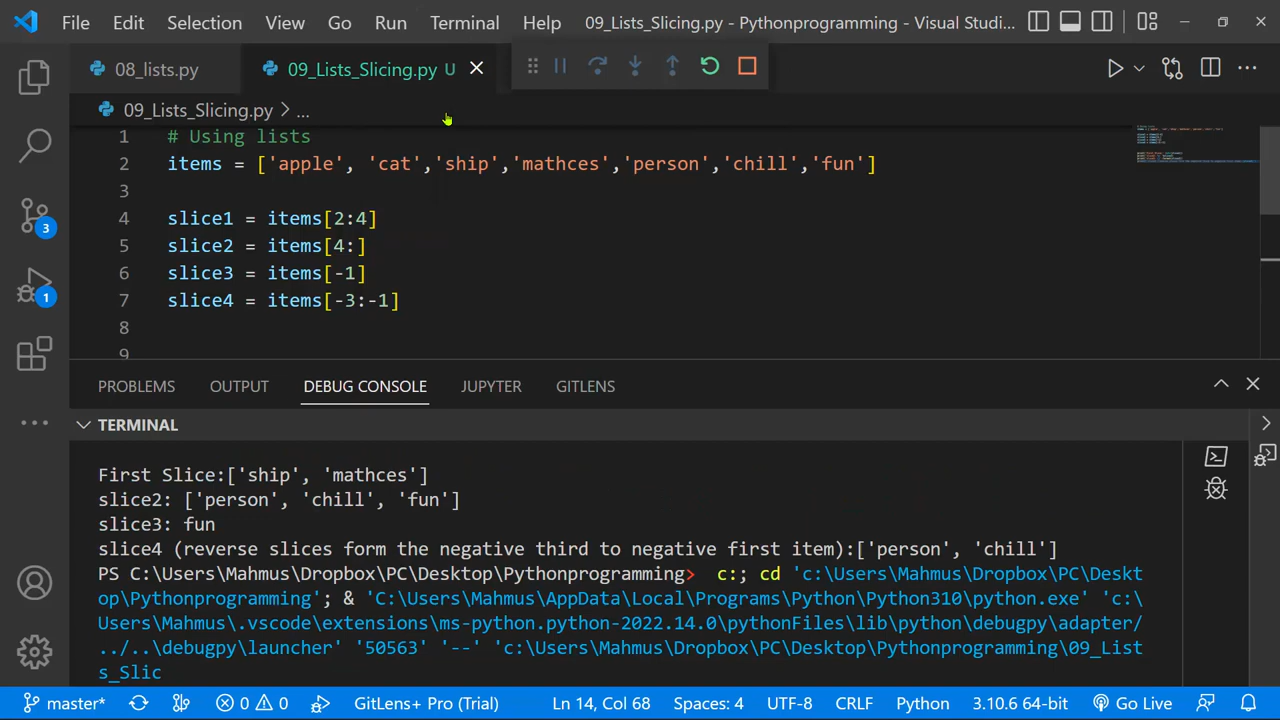 File Edit Selection View Go Run Terminal Help 09_Lists_Slicing.py - Pythonprogramming - Visual Studi...
08_lists.py 09_Lists_Slicing.py U
09_Lists_Slicing.py > ...
1 # Using lists
2 items = ['apple', 'cat','ship','mathces','person','chill','fun']
3
4 slice1 = items[2:4]
5 slice2 = items[4:]
6 slice3 = items[-1]
7 slice4 = items[-3:-1]
8
9
3
1
PROBLEMS OUTPUT DEBUG CONSOLE JUPYTER GITLENS
TERMINAL
First Slice:['ship', 'mathces']
slice2: ['person', 'chill', 'fun']
slice3: fun
slice4 (reverse slices form the negative third to negative first item):['person', 'chill']
PS C:\Users\Mahmus\Dropbox\PC\Desktop\Pythonprogramming> c:; cd 'c:\Users\Mahmus\Dropbox\PC\Deskt
op\Pythonprogramming'; & 'C:\Users\Mahmus\AppData\Local\Programs\Python\Python310\python.exe' 'c:\
Users\Mahmus\.vscode\extensions\ms-python.python-2022.14.0\pythonFiles\lib\python\debugpy\adapter/
../..\debugpy\launcher' '50563' '--' 'c:\Users\Mahmus\Dropbox\PC\Desktop\Pythonprogramming\09_List
s_Slic
master* 0 0 GitLens+ Pro (Trial) Ln 14, Col 68 Spaces: 4 UTF-8 CRLF Python 3.10.6 64-bit Go Live